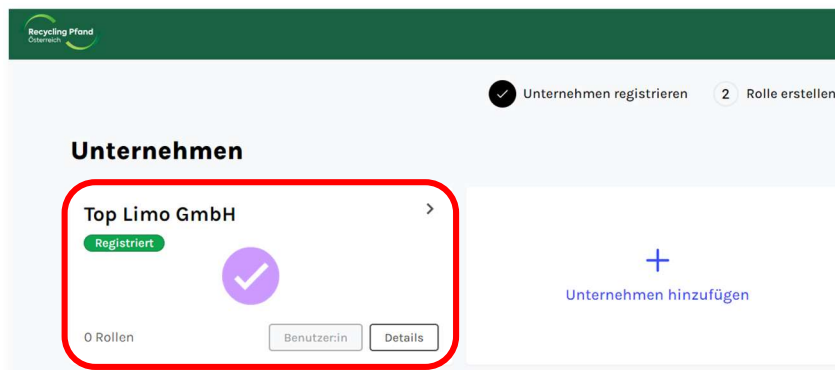 Recycling Pfand
Österreich
Unternehmen registrieren
2 Rolle erstellen
Unternehmen
Top Limo GmbH
Registriert
0 Rollen
Benutzer:in
Details
Unternehmen hinzufügen